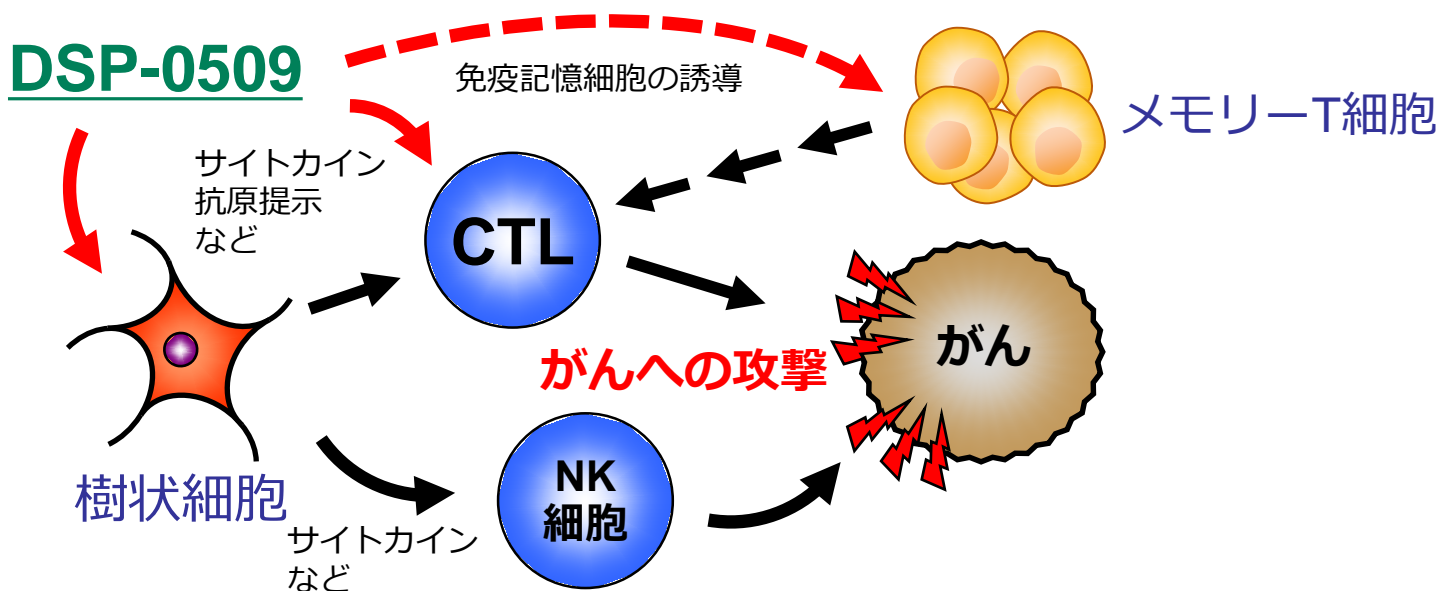 DSP-0509
免疫記憶細胞の誘導
メモリーT細胞
サイトカイン
抗原提示
など
CTL
がん
がんへの攻撃
樹状細胞
NK
細胞
サイトカイン
など